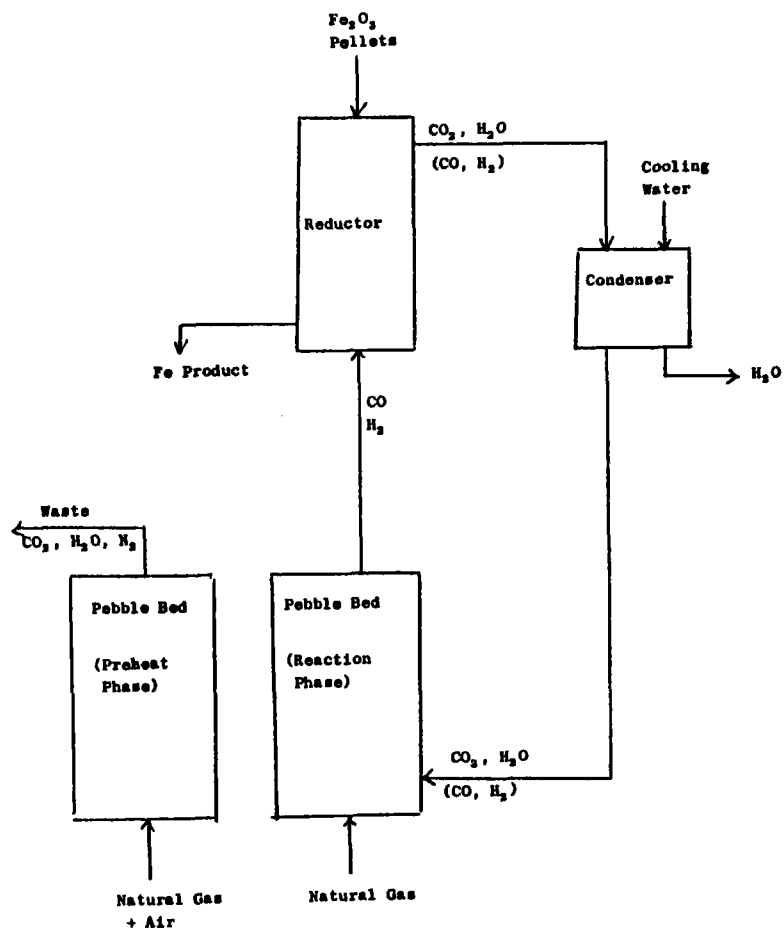 Fe₂O₃
Pellets
CO₂, H₂O
(CO, H₂)
Cooling
Water
Reductor
Condenser
Fe Product
H₂O
CO
H₂
Waste
CO₂, H₂O, N₂
Pebble Bed
(Preheat
Phase)
Pebble Bed
(Reaction
Phase)
CO₂, H₂O
(CO, H₂)
Natural Gas
+ Air
Natural Gas